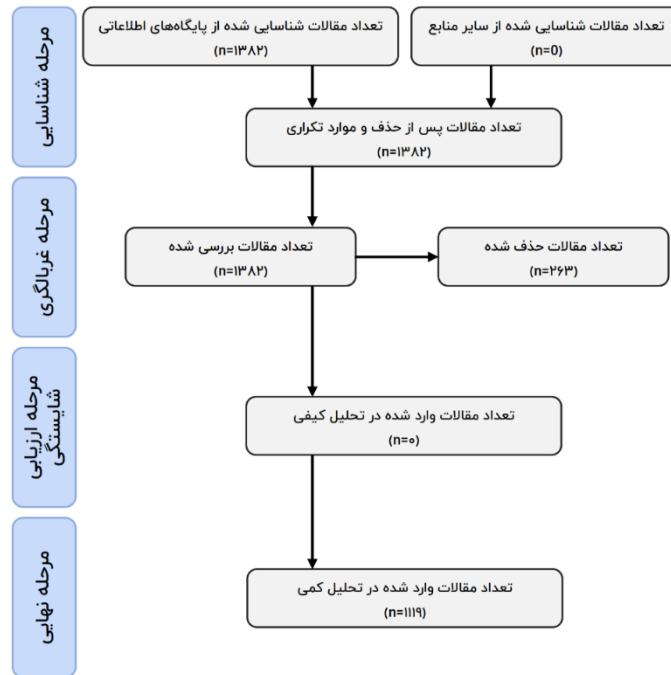 مرحله شناسایی
تعداد مقالات شناسایی شده از سایر منابع
(n=0)
تعداد مقالات شناسایی شده از پایگاه‌های اطلاعاتی
(n=۱۳۸۲)
تعداد مقالات پس از حذف و موارد تکراری
(n=۱۳۸۲)
مرحله غربالگری
تعداد مقالات بررسی شده
(n=۱۳۸۲)
تعداد مقالات حذف شده
(n=۲۶۳)
مرحله ارزیابی
شایستگی
تعداد مقالات وارد شده در تحلیل کیفی
(n=۰)
مرحله نهایی
تعداد مقالات وارد شده در تحلیل کمی
(n=۱۱۱۹)